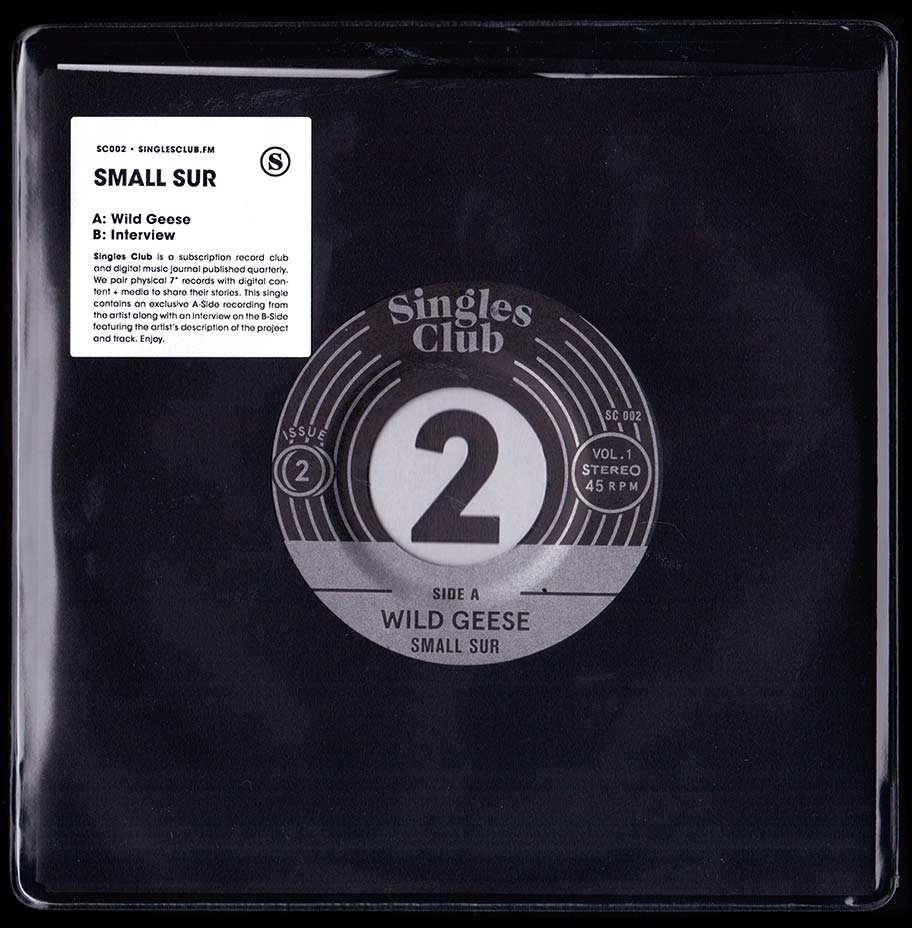 SC002 • SINGLESCLUB.FM
S
SMALL SUR
A: Wild Geese
B: Interview
Singles Club is a subscription record club
and digital music journal published quarterly.
We pair physical 7" records with digital con-
tent + media to share their stories. This single
contains an exclusive A-Side recording from
the artist along with an interview on the B-Side
featuring the artist's description of the project
and track. Enjoy.
Singles
Club
ISSUE
2
2
SC 002
VOL.1
STEREO
45 RPM
SIDE A
WILD GEESE
SMALL SUR